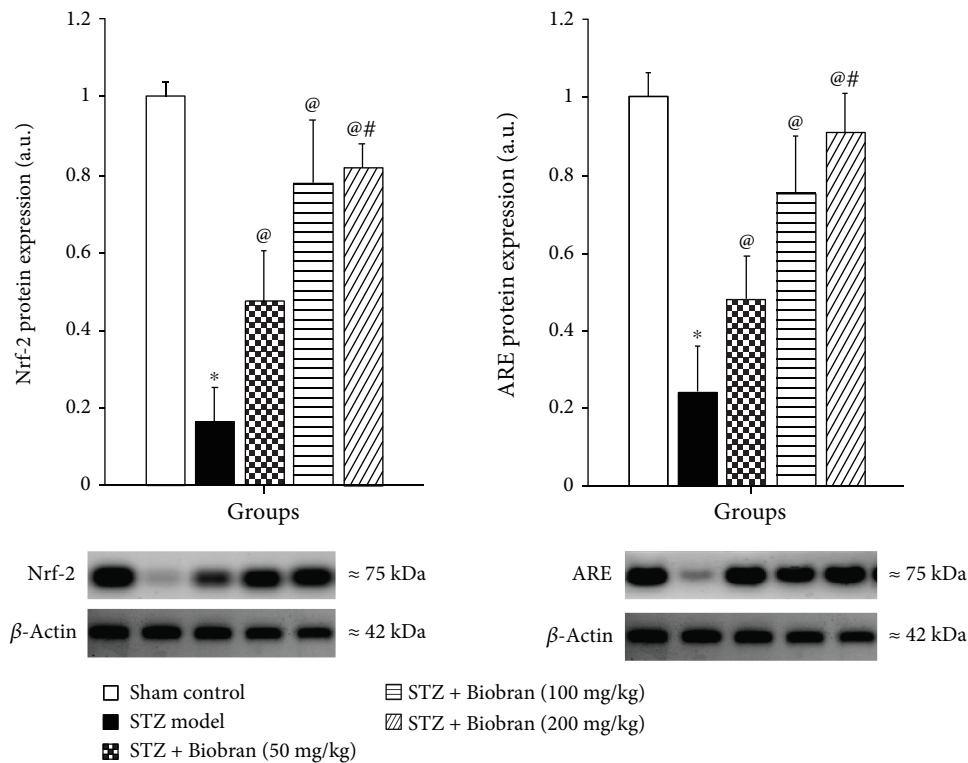 Nrf-2 protein expression (a.u.)
1.2
1
0.8
0.6
0.4
0.2
0
*
@
@
@#
Groups
Nrf-2
≈ 75 kDa
β-Actin
≈ 42 kDa
ARE protein expression (a.u.)
1.2
1
0.8
0.6
0.4
0.2
0
*
@
@
@#
Groups
ARE
≈ 75 kDa
β-Actin
≈ 42 kDa
Sham control
STZ model
STZ + Biobran (50 mg/kg)
STZ + Biobran (100 mg/kg)
STZ + Biobran (200 mg/kg)